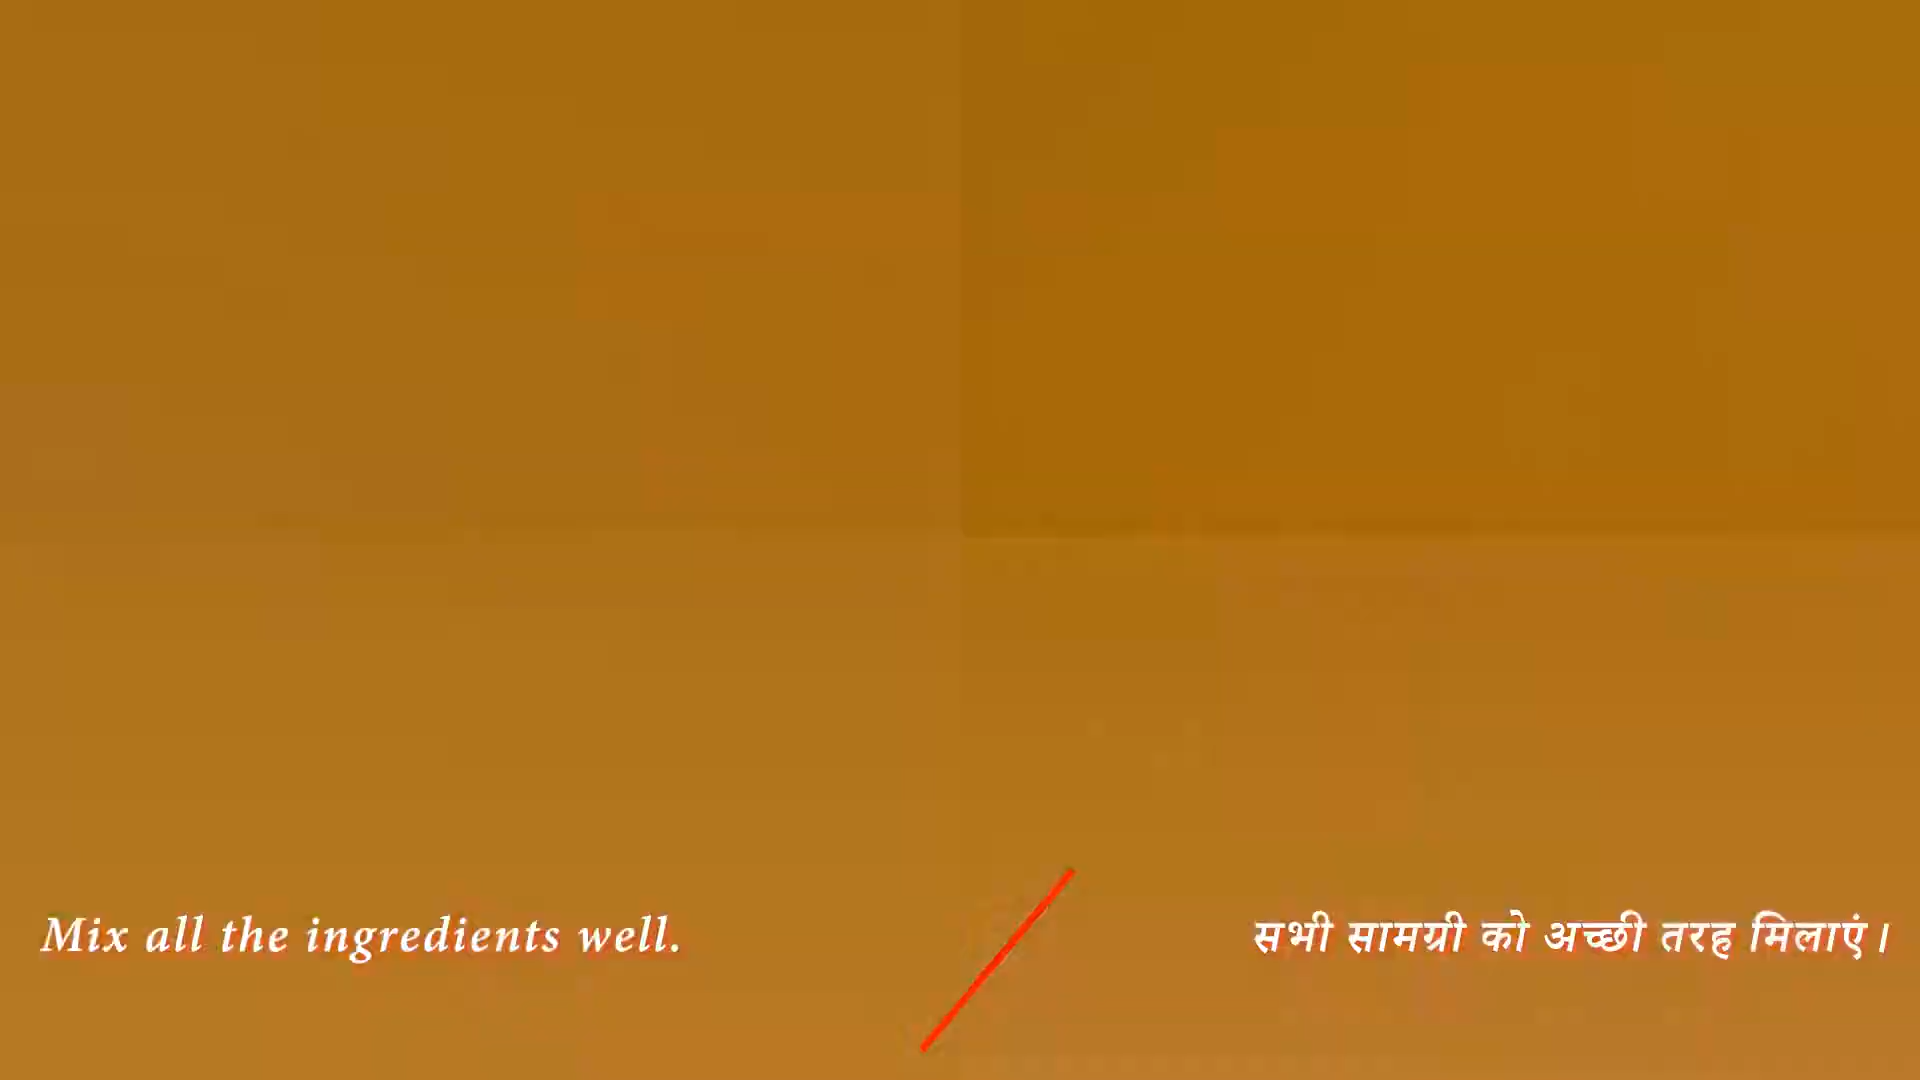 Mix all the ingredients well.
सभी सामग्री को अच्छी तरह मिलाएं।